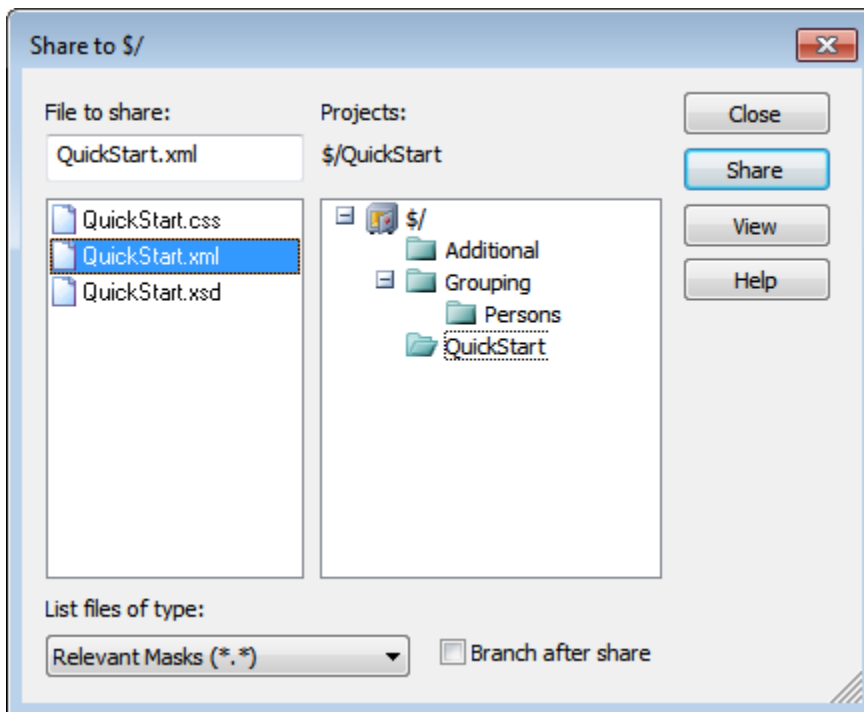 Share to $/
File to share:
QuickStart.xml
QuickStart.css
QuickStart.xml
QuickStart.xsd
Projects:
$/QuickStart
$/
Additional
Grouping
Persons
QuickStart
Close
Share
View
Help
List files of type:
Relevant Masks (*.*)
Branch after share